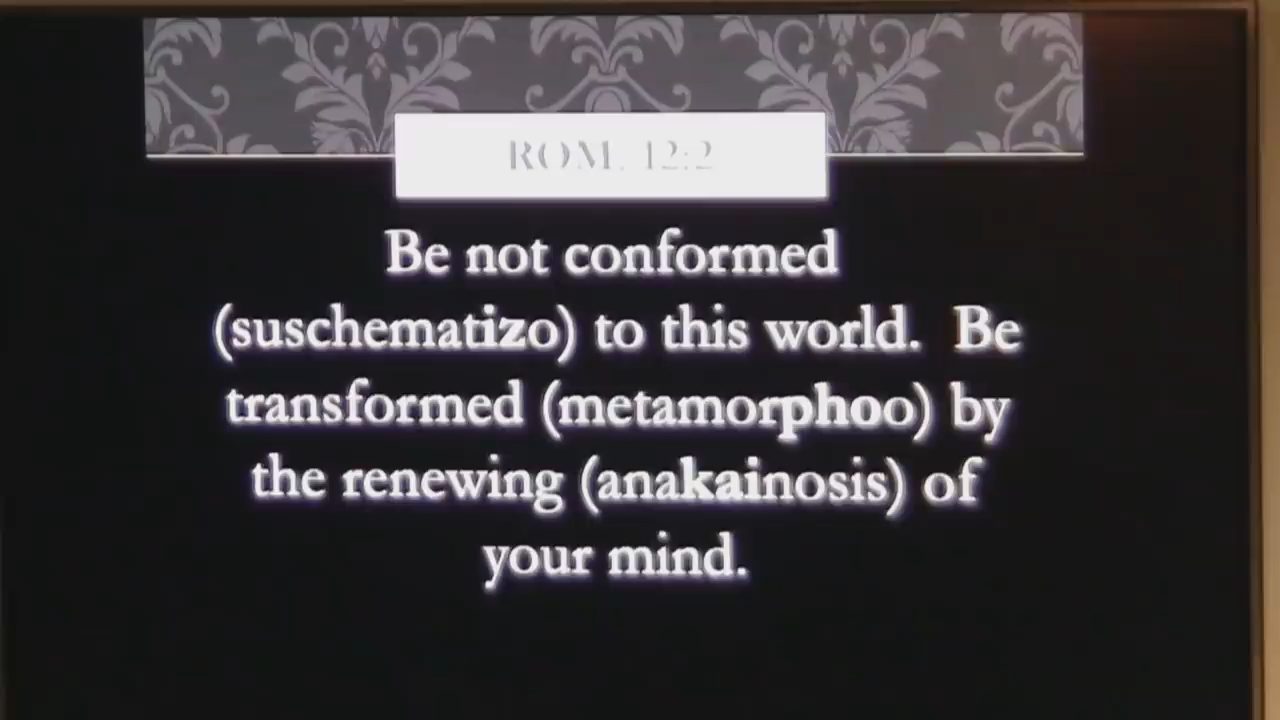 ROM. 12:2
Be not conformed
(suschematizo) to this world.  Be
transformed (metamorphoo) by
the renewing (anakainosis) of
your mind.